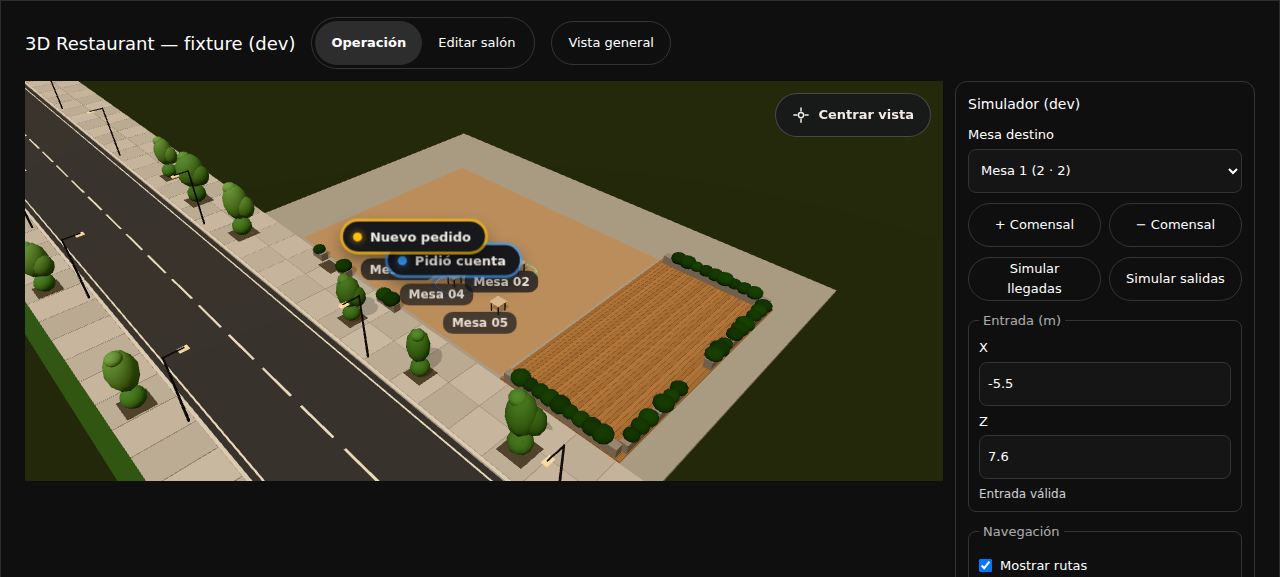 3D Restaurant — fixture (dev)
Operación
Editar salón
Vista general
Centrar vista
Nuevo pedido
Pidió cuenta
Mesa 02
Mesa 04
Mesa 05
Simulador (dev)
Mesa destino
Mesa 1 (2 · 2)
+ Comensal
− Comensal
Simular
llegadas
Simular salidas
Entrada (m)
X
-5.5
Z
7.6
Entrada válida
Navegación
Mostrar rutas